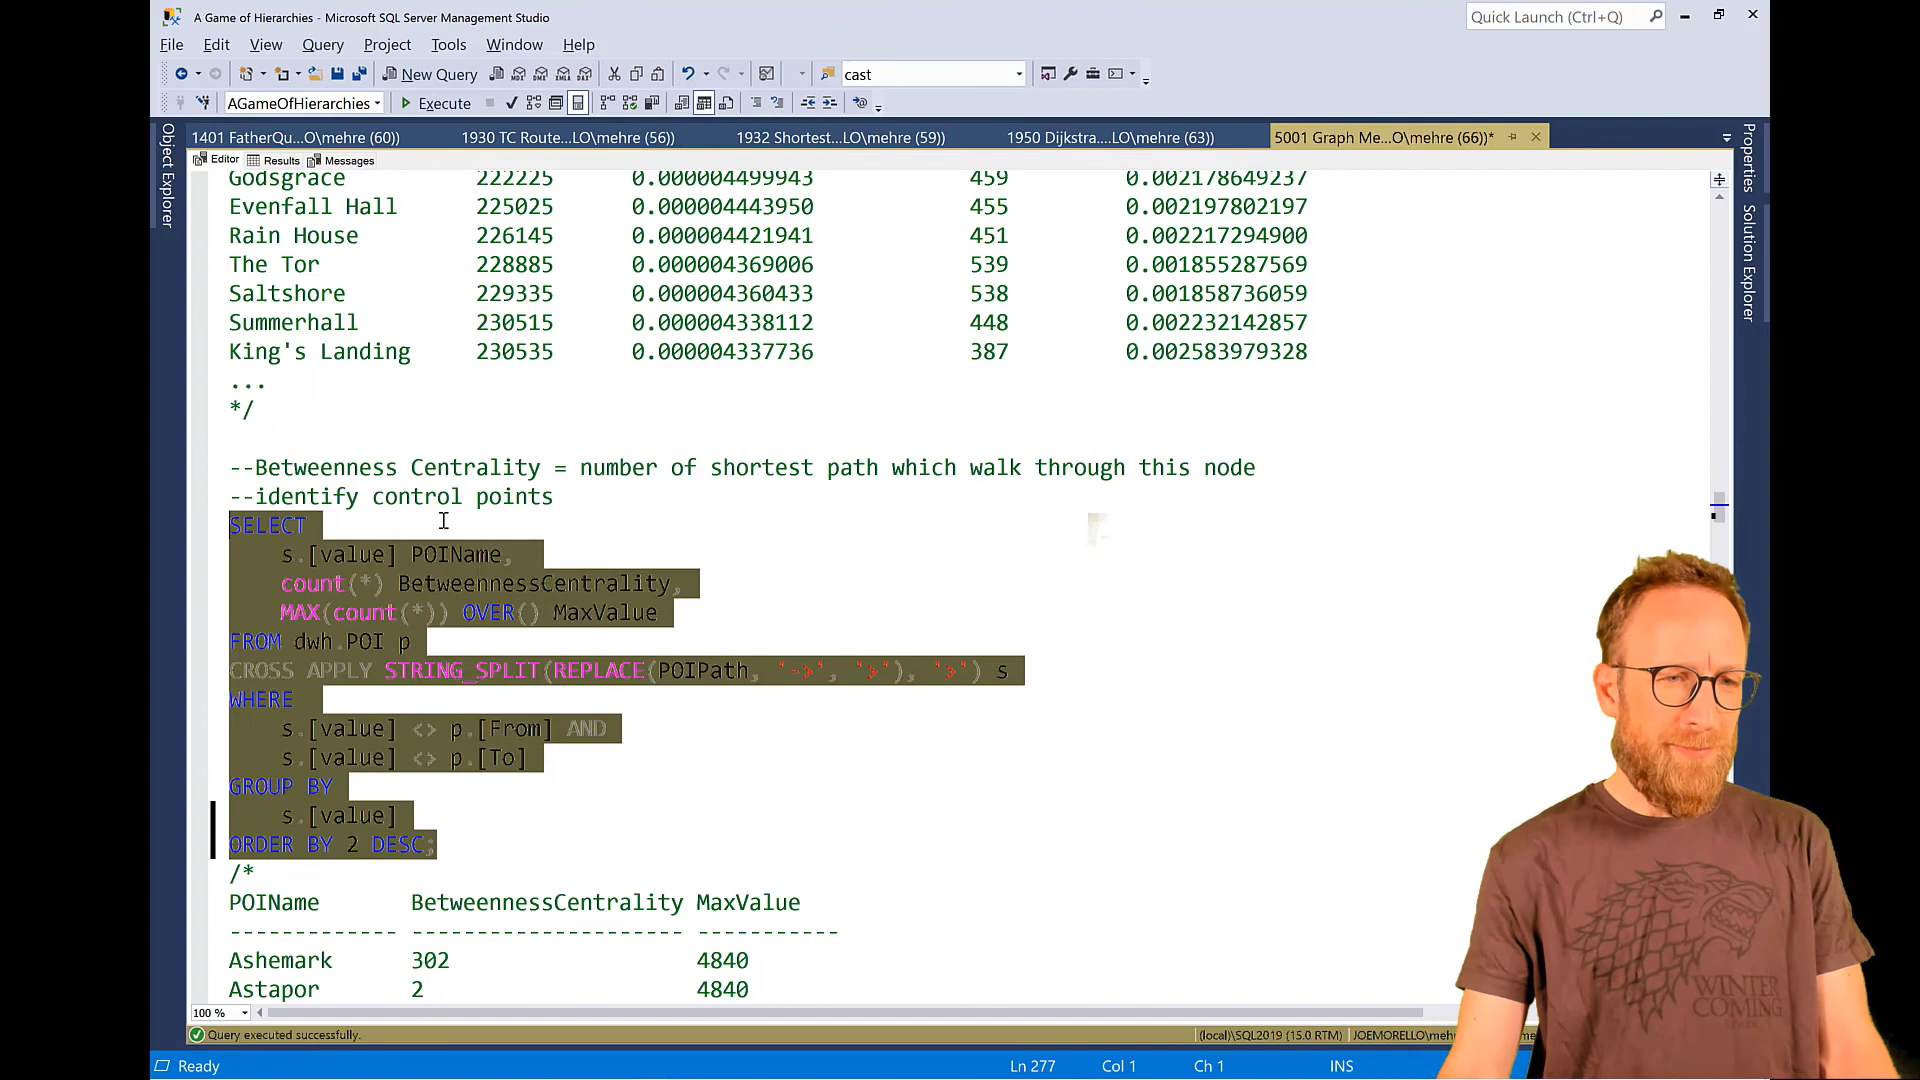 A Game of Hierarchies - Microsoft SQL Server Management Studio
Quick Launch (Ctrl+Q)
File Edit View Query Project Tools Window Help
New Query
cast
AGameOfHierarchies
Execute
1401 FatherQu...O\mehre (60))
1930 TC Route...LO\mehre (56))
1932 Shortest...LO\mehre (59))
1950 Dijkstra....LO\mehre (63))
5001 Graph Me...O\mehre (66))*
Object Explorer
Properties
Solution Explorer
Editor Results Messages
Godsgrace 222225 0.000004499943 459 0.002178649237
Evenfall Hall 225025 0.000004443950 455 0.002197802197
Rain House 226145 0.000004421941 451 0.002217294900
The Tor 228885 0.000004369006 539 0.001855287569
Saltshore 229335 0.000004360433 538 0.001858736059
Summerhall 230515 0.000004338112 448 0.002232142857
King's Landing 230535 0.000004337736 387 0.002583979328
...
*/
--Betweenness Centrality = number of shortest path which walk through this node
--identify control points
SELECT
s.[value] POIName,
count(*) BetweennessCentrality,
MAX(count(*)) OVER() MaxValue
FROM dwh.POI p
CROSS APPLY STRING_SPLIT(REPLACE(POIPath, '->', '>'), '>') s
WHERE
s.[value] <> p.[From] AND
s.[value] <> p.[To]
GROUP BY
s.[value]
ORDER BY 2 DESC;
/*
POIName BetweennessCentrality MaxValue
------------- --------------------- -----------
Ashemark 302 4840
Astapor 2 4840
100 %
Query executed successfully.
(local)\SQL2019 (15.0 RTM)
JOEMORELLO\mehr
Ready
Ln 277 Col 1 Ch 1 INS
WINTER
COMING